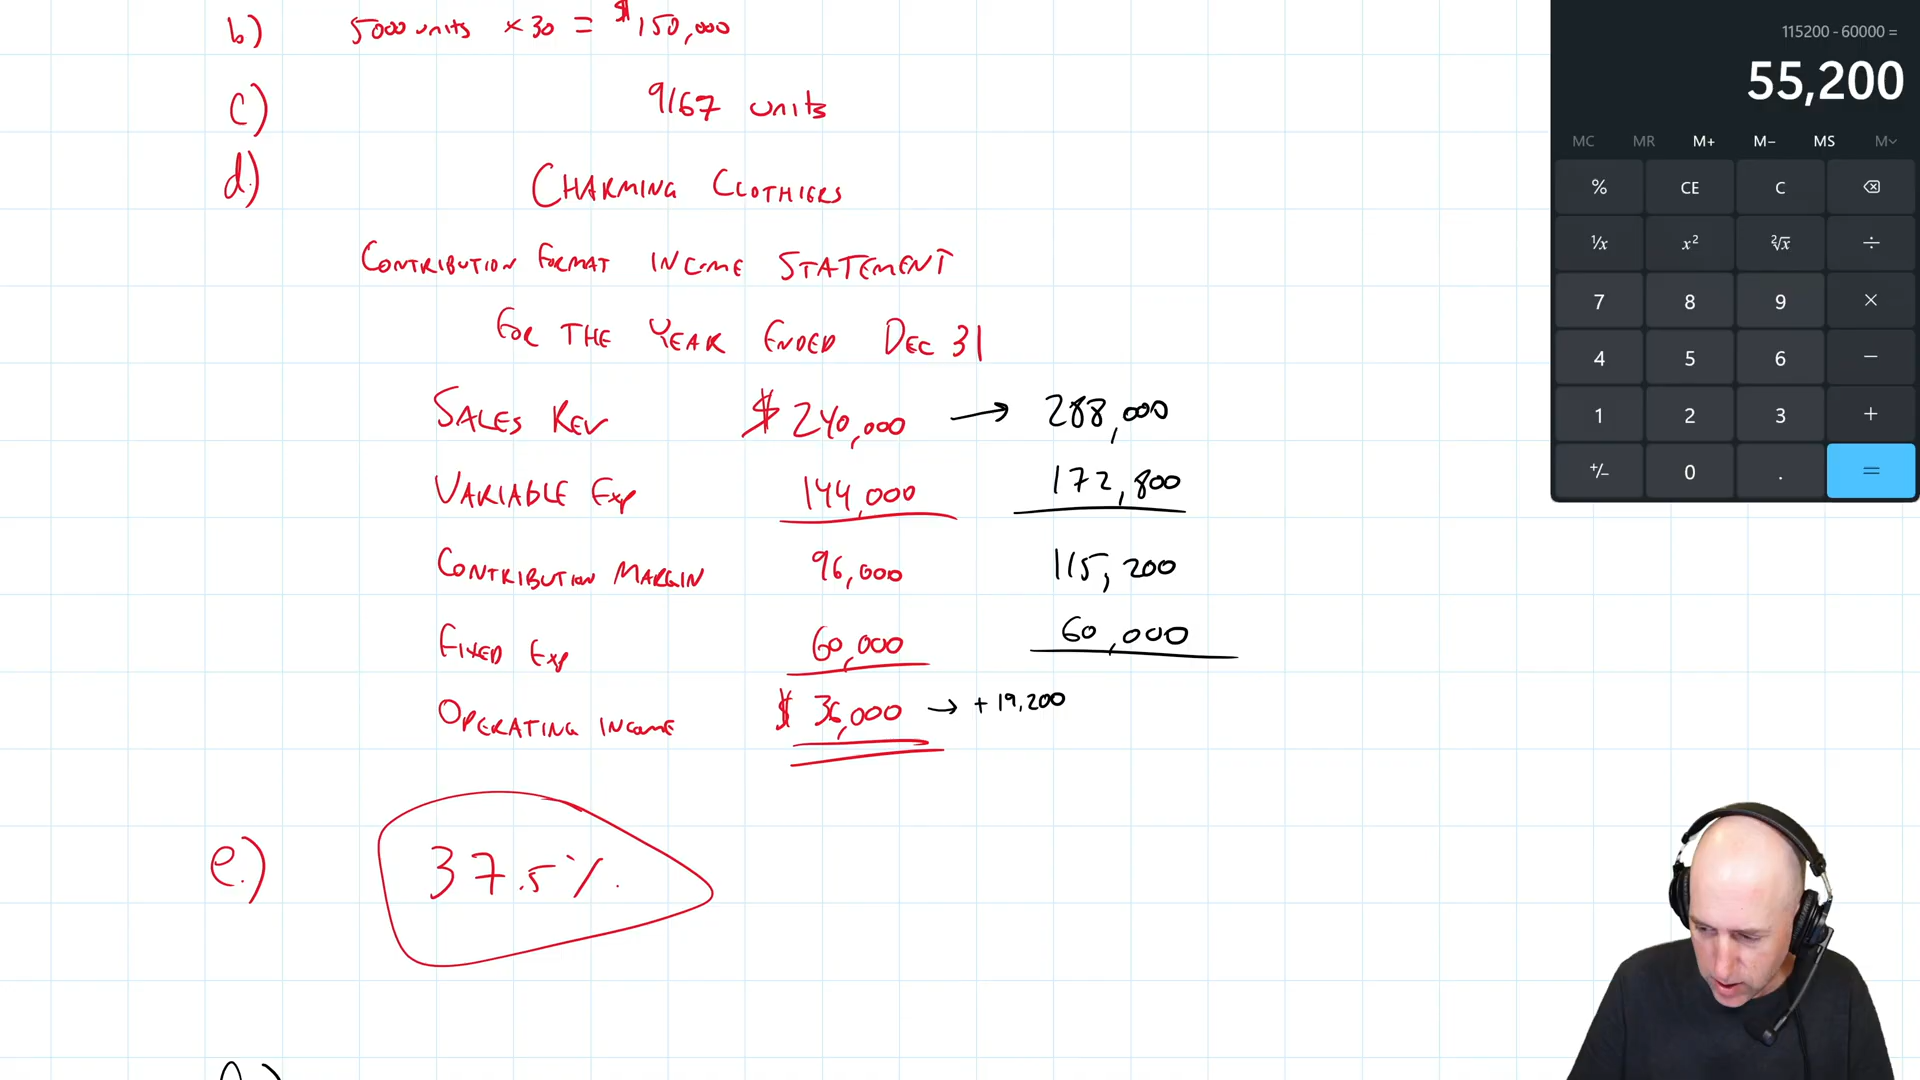 b) 5000 units × 30 = $150,000
c) 9167 units
d.) CHARMING CLOTHIERS
CONTRIBUTION FORMAT INCOME STATEMENT
FOR THE YEAR ENDED DEC 31
SALES REV $ 240,000 → 288,000
VARIABLE EXP 144,000 172,800
CONTRIBUTION MARGIN 96,000 115,200
FIXED EXP 60,000 60,000
OPERATING INCOME $ 36,000 → + 19,200
e.) 37.5%
115200 - 60000 =
55,200
MC MR M+ M− MS M˅
% CE C ⌫
¹/x x² ²√x ÷
7 8 9 ×
4 5 6 −
1 2 3 +
+/− 0 . =